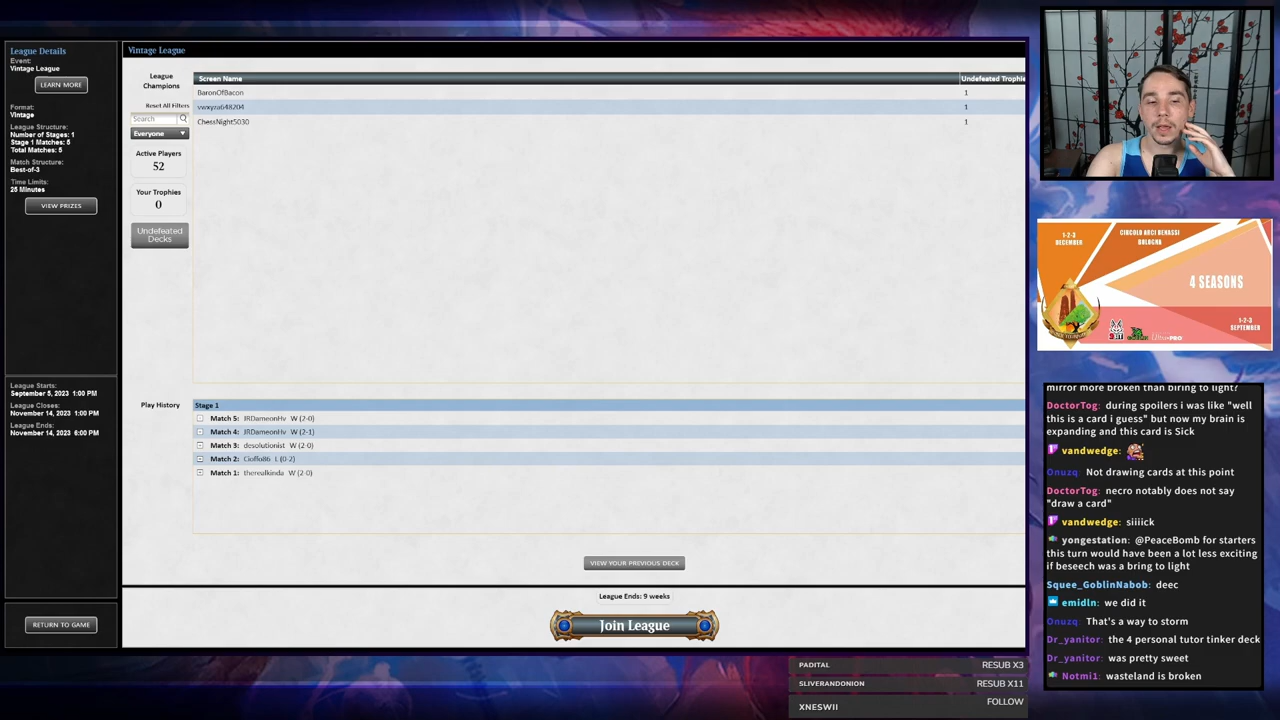 League Details
Event:
Vintage League
LEARN MORE
Format:
Vintage
League Structure:
Number of Stages: 1
Stage 1 Matches: 5
Total Matches: 5
Match Structure:
Best-of-3
Time Limits:
25 Minutes
VIEW PRIZES
League Starts:
September 5, 2023 1:00 PM
League Closes:
November 14, 2023 1:00 PM
League Ends:
November 14, 2023 6:00 PM
RETURN TO GAME
Vintage League
League
Champions
Reset All Filters
Search
Everyone
Active Players
52
Your Trophies
0
Undefeated
Decks
Screen Name Undefeated Trophie
BaronOfBacon 1
vwxyza648204 1
ChessNight5030 1
Play History
Stage 1
Match 5: JRDameonHv W (2-0)
Match 4: JRDameonHv W (2-1)
Match 3: desolutionist W (2-0)
Match 2: Cioffo86 L (0-2)
Match 1: therealkinda W (2-0)
VIEW YOUR PREVIOUS DECK
League Ends: 9 weeks
Join League
1-2-3
DECEMBER
CIRCOLO ARCI BENASSI
BOLOGNA
4 SEASONS
1-2-3
SEPTEMBER
mirror more broken than biring to light?
DoctorTog: during spoilers i was like "well
this is a card i guess" but now my brain is
expanding and this card is Sick
vandwedge:
Onuzq: Not drawing cards at this point
DoctorTog: necro notably does not say
"draw a card"
vandwedge: siiiick
yongestation: @PeaceBomb for starters
this turn would have been a lot less exciting
if beseech was a bring to light
Squee_GoblinNabob: deec
emidln: we did it
Onuzq: That's a way to storm
Dr_yanitor: the 4 personal tutor tinker deck
Dr_yanitor: was pretty sweet
Notmi1: wasteland is broken
PADITAL RESUB X3
SLIVERANDONION RESUB X11
XNESWII FOLLOW